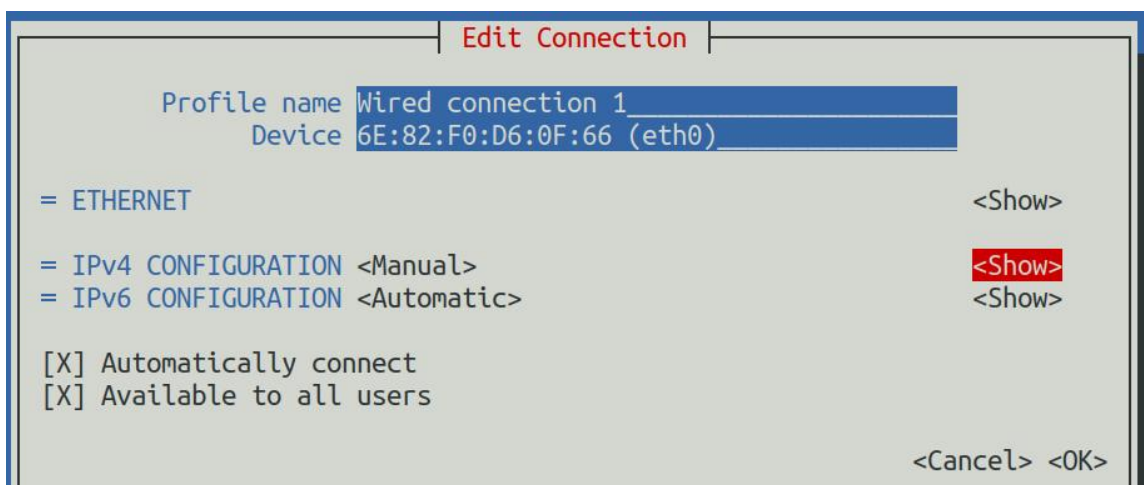 Edit Connection
Profile name Wired connection 1
Device 6E:82:F0:D6:0F:66 (eth0)
= ETHERNET <Show>
= IPv4 CONFIGURATION <Manual> <Show>
= IPv6 CONFIGURATION <Automatic> <Show>
[X] Automatically connect
[X] Available to all users
<Cancel> <OK>